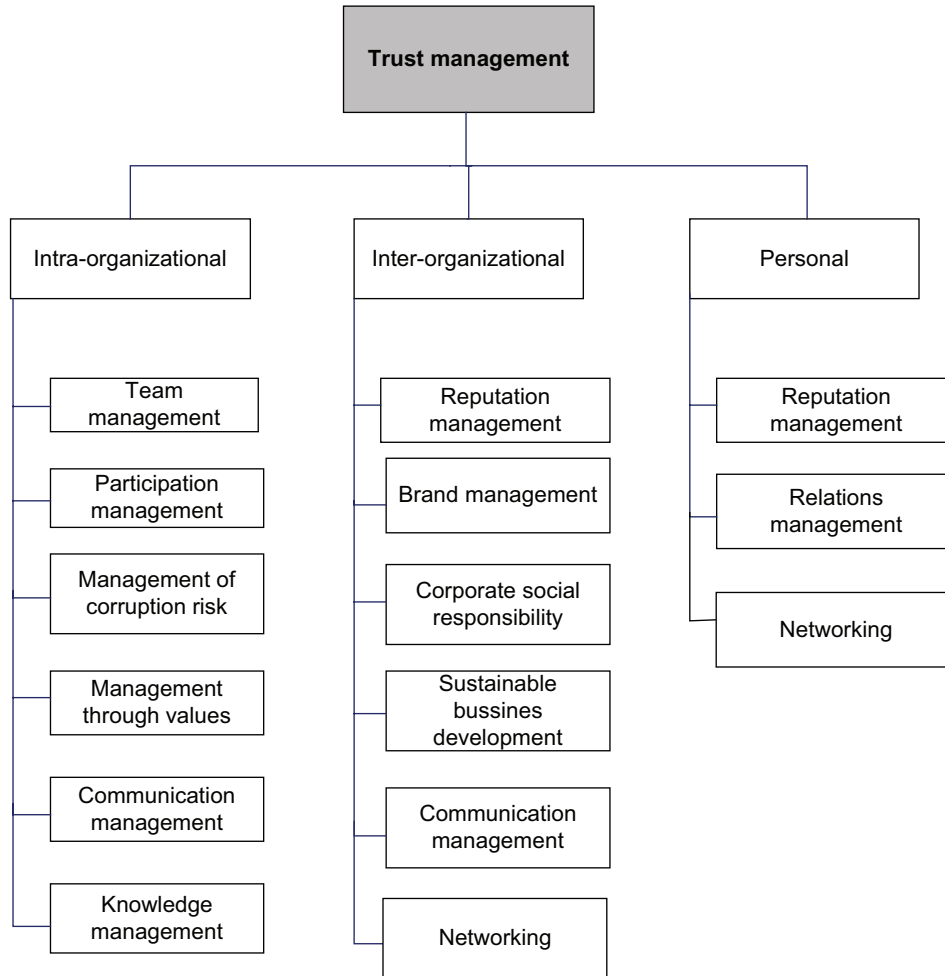 Trust management
Intra-organizational
Inter-organizational
Personal
Team
management
Participation
management
Management of
corruption risk
Management
through values
Communication
management
Knowledge
management
Reputation
management
Brand management
Corporate social
responsibility
Sustainable
bussines
development
Communication
management
Networking
Reputation
management
Relations
management
Networking